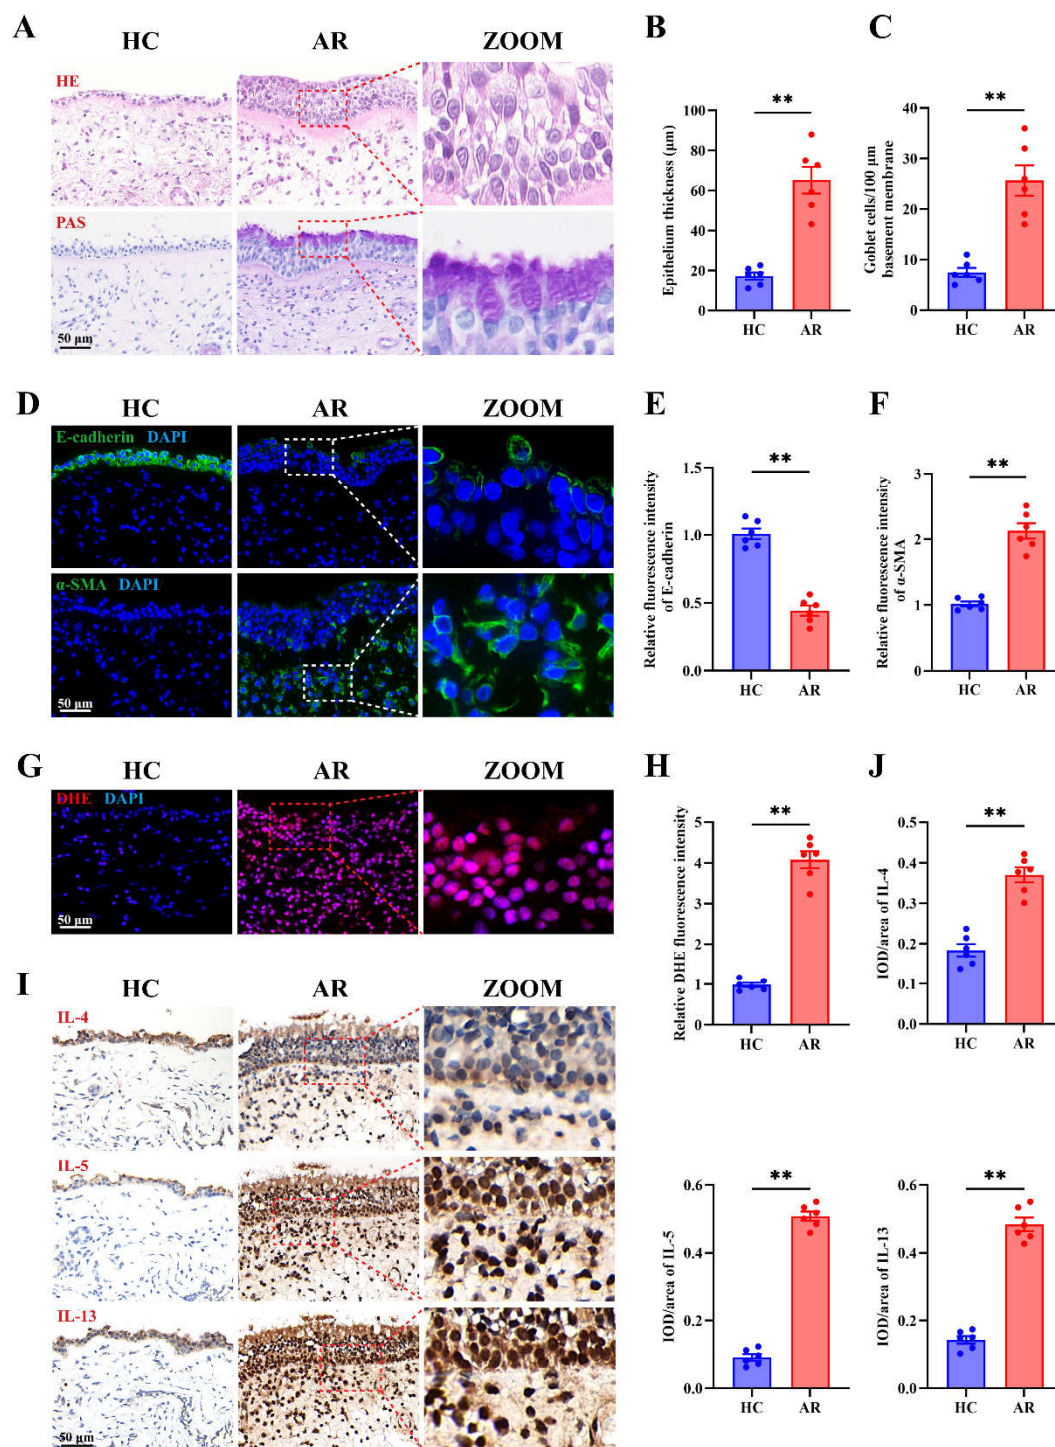 A
HC
AR
ZOOM
HE
PAS
50 μm
B
Epithelium thickness (μm)
100
80
60
40
20
0
**
HC
AR
C
Goblet cells/100 μm
basement membrane
40
30
20
10
0
**
HC
AR
D
HC
AR
ZOOM
E-cadherin DAPI
α-SMA DAPI
50 μm
E
Relative fluorescence intensity
of E-cadherin
1.5
1.0
0.5
0.0
**
HC
AR
F
Relative fluorescence intensity
of α-SMA
3
2
1
0
**
HC
AR
G
HC
AR
ZOOM
DHE DAPI
50 μm
H
Relative DHE fluorescence intensity
5
4
3
2
1
0
**
HC
AR
J
IOD/area of IL-4
0.5
0.4
0.3
0.2
0.1
0.0
**
HC
AR
I
HC
AR
ZOOM
IL-4
IL-5
IL-13
50 μm
IOD/area of IL-5
0.6
0.4
0.2
0.0
**
HC
AR
IOD/area of IL-13
0.6
0.4
0.2
0.0
**
HC
AR